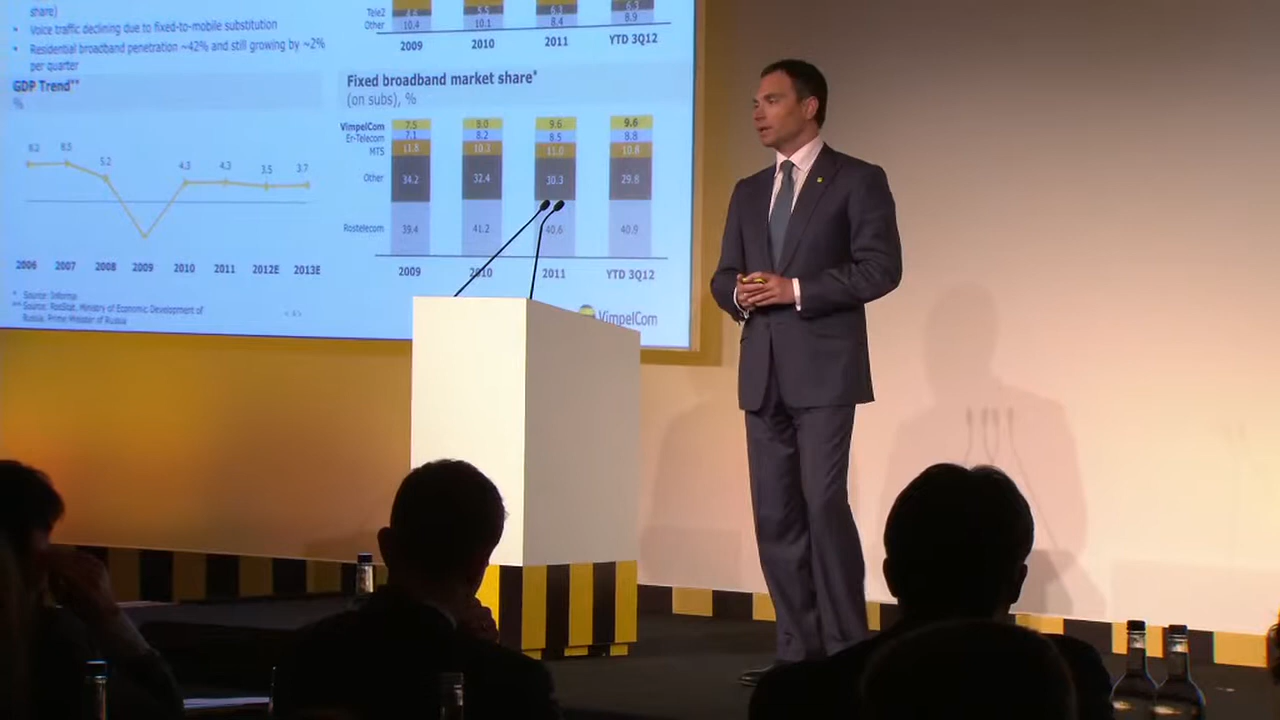 share)
• Voice traffic declining due to fixed-to-mobile substitution
• Residential broadband penetration ~42% and still growing by ~2%
per quarter
GDP Trend**
%
8.2 8.5 5.2 4.3 4.3 3.5 3.7
2006 2007 2008 2009 2010 2011 2012E 2013E
* Source: Informa
** Source: RosStat, Ministry of Economic Development of
Russia, Prime Minister of Russia
Tele2 5.5 6.3 6.3
Other 10.4 10.1 8.4 8.9
2009 2010 2011 YTD 3Q12
Fixed broadband market share*
(on subs), %
VimpelCom 7.5 8.0 9.6 9.6
Er-Telecom 7.1 8.2 8.5 8.8
MTS 11.8 10.3 11.0 10.8
Other 34.2 32.4 30.3 29.8
Rostelecom 39.4 41.2 40.6 40.9
2009 2010 2011 YTD 3Q12
VimpelCom